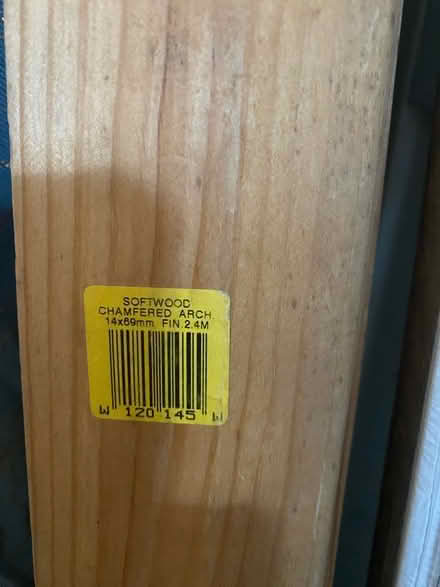 SOFTWOOD
CHAMFERED ARCH.
14x69mm. FIN.2.4M
W 120 145 W